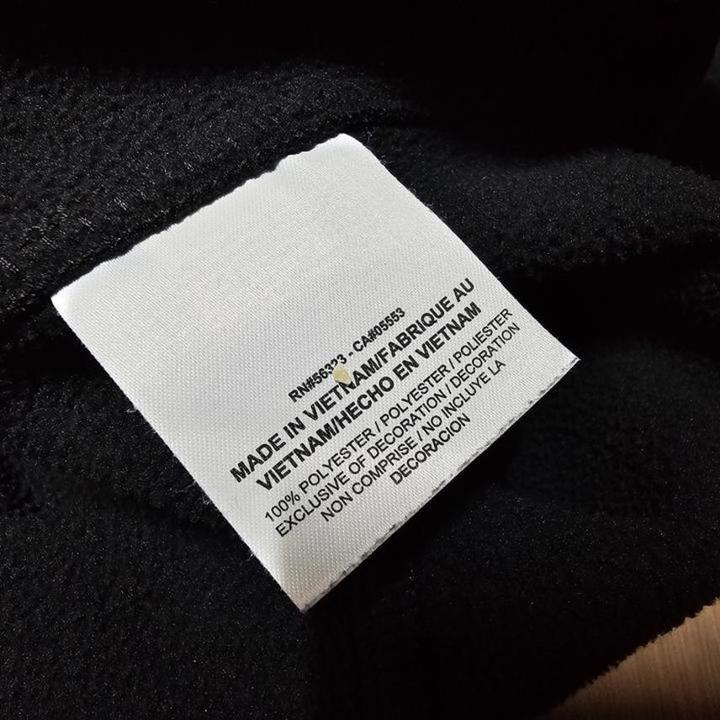 RN#56323 - CA#05553
MADE IN VIETNAM/FABRIQUE AU
VIETNAM/HECHO EN VIETNAM
100% POLYESTER / POLYESTER / POLIESTER
EXCLUSIVE OF DECORATION / DECORATION
NON COMPRISE / NO INCLUYE LA
DECORACION